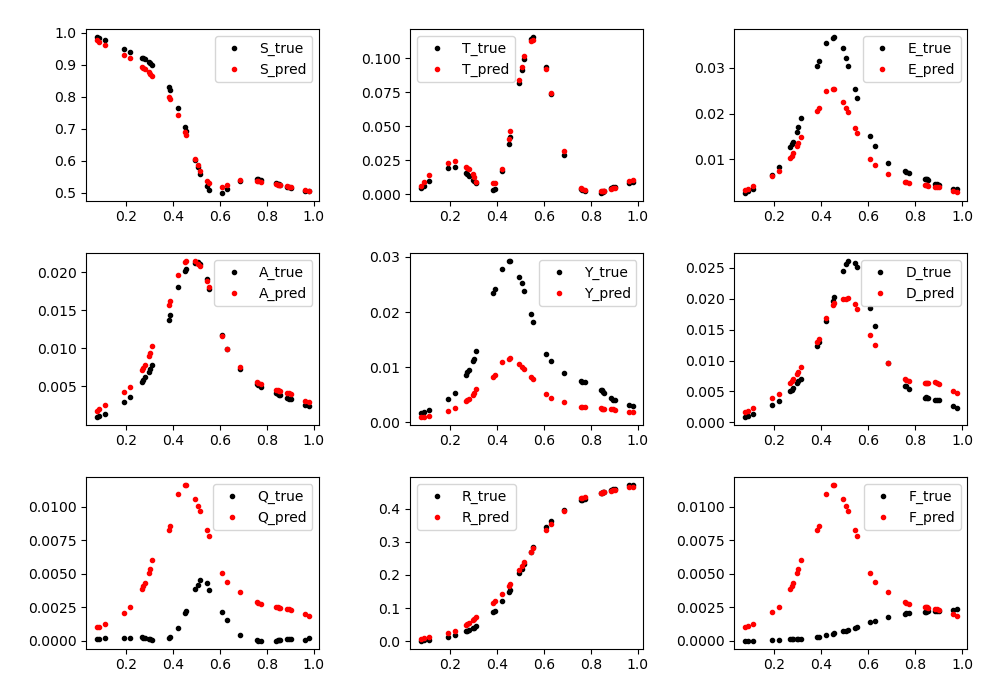 S_true
S_pred
1.0
0.9
0.8
0.7
0.6
0.5
0.2 0.4 0.6 0.8 1.0
T_true
T_pred
0.100
0.075
0.050
0.025
0.000
0.2 0.4 0.6 0.8 1.0
E_true
E_pred
0.03
0.02
0.01
0.2 0.4 0.6 0.8 1.0
A_true
A_pred
0.020
0.015
0.010
0.005
0.2 0.4 0.6 0.8 1.0
Y_true
Y_pred
0.03
0.02
0.01
0.00
0.2 0.4 0.6 0.8 1.0
D_true
D_pred
0.025
0.020
0.015
0.010
0.005
0.000
0.2 0.4 0.6 0.8 1.0
Q_true
Q_pred
0.0100
0.0075
0.0050
0.0025
0.0000
0.2 0.4 0.6 0.8 1.0
R_true
R_pred
0.4
0.3
0.2
0.1
0.0
0.2 0.4 0.6 0.8 1.0
F_true
F_pred
0.0100
0.0075
0.0050
0.0025
0.0000
0.2 0.4 0.6 0.8 1.0